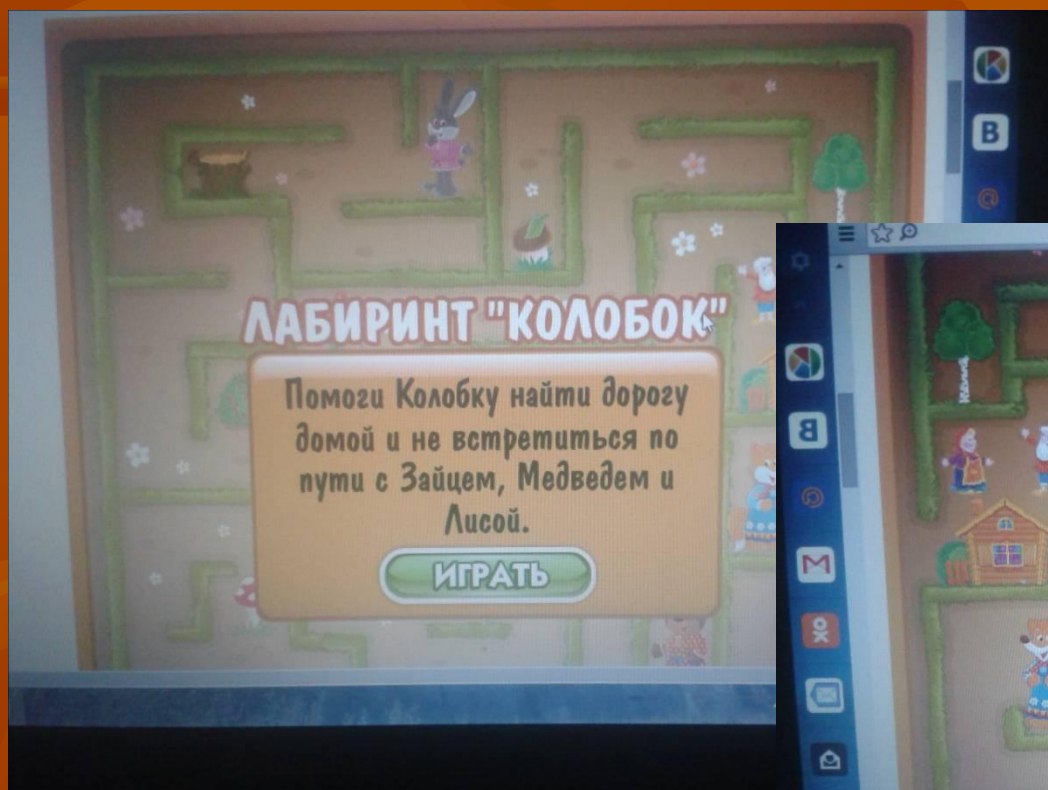 ЛАБИРИНТ "КОЛОБОК"
Помоги Колобку найти дорогу
домой и не встретиться по
пути с Зайцем, Медведем и
Лисой.
ИГРАТЬ
B
@
B
@
M